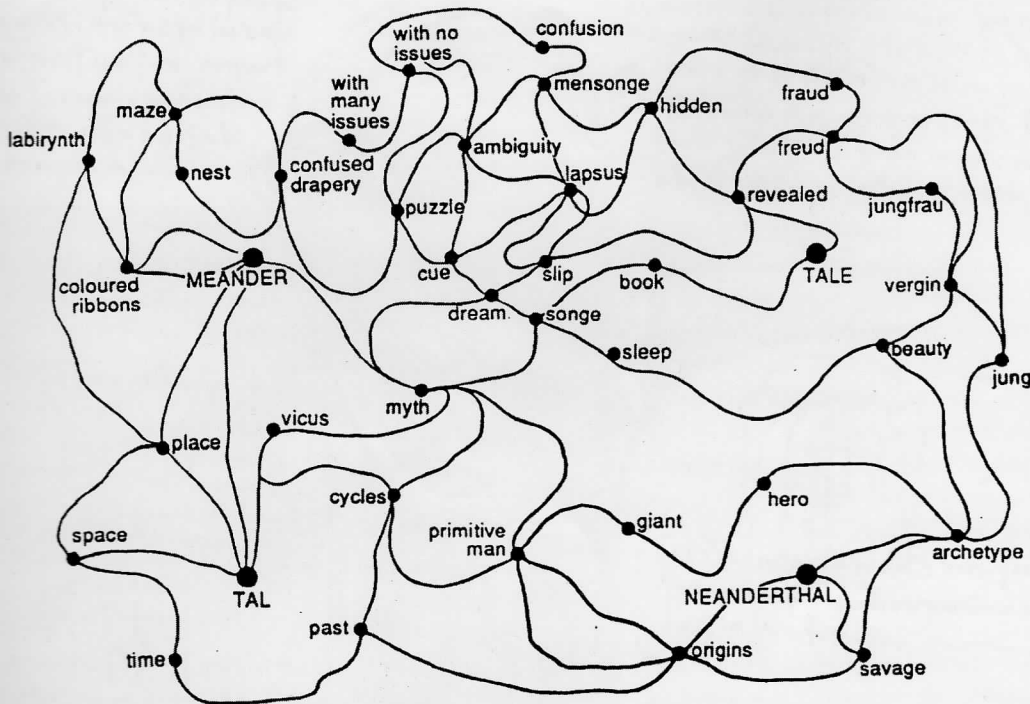 with no
issues
confusion
with
many
issues
mensonge
hidden
fraud
maze
labirynth
nest
confused
drapery
ambiguity
lapsus
freud
revealed
jungfrau
puzzle
coloured
ribbons
MEANDER
cue
slip
book
TALE
vergin
dream
songe
sleep
beauty
jung
myth
vicus
place
cycles
primitive
man
giant
hero
archetype
space
TAL
NEANDERTHAL
time
past
origins
savage